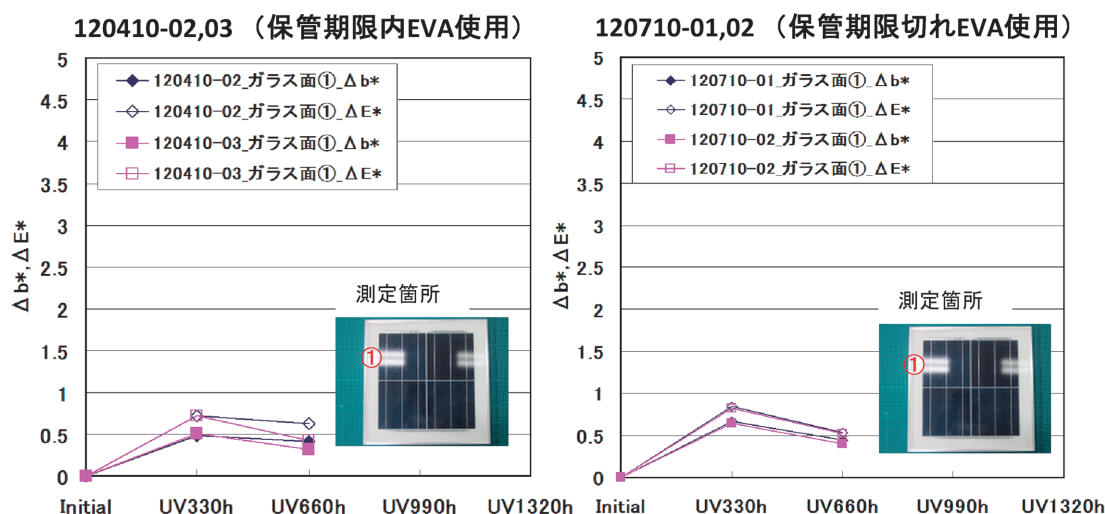 120410-02,03 （保管期限内EVA使用）
5
4.5
4
3.5
3
2.5
2
1.5
1
0.5
0
Δb*,ΔE*
120410-02_ガラス面①_Δb*
120410-02_ガラス面①_ΔE*
120410-03_ガラス面①_Δb*
120410-03_ガラス面①_ΔE*
測定箇所
①
Initial UV330h UV660h UV990h UV1320h
120710-01,02 （保管期限切れEVA使用）
5
4.5
4
3.5
3
2.5
2
1.5
1
0.5
0
Δb*,ΔE*
120710-01_ガラス面①_Δb*
120710-01_ガラス面①_ΔE*
120710-02_ガラス面①_Δb*
120710-02_ガラス面①_ΔE*
測定箇所
①
Initial UV330h UV660h UV990h UV1320h